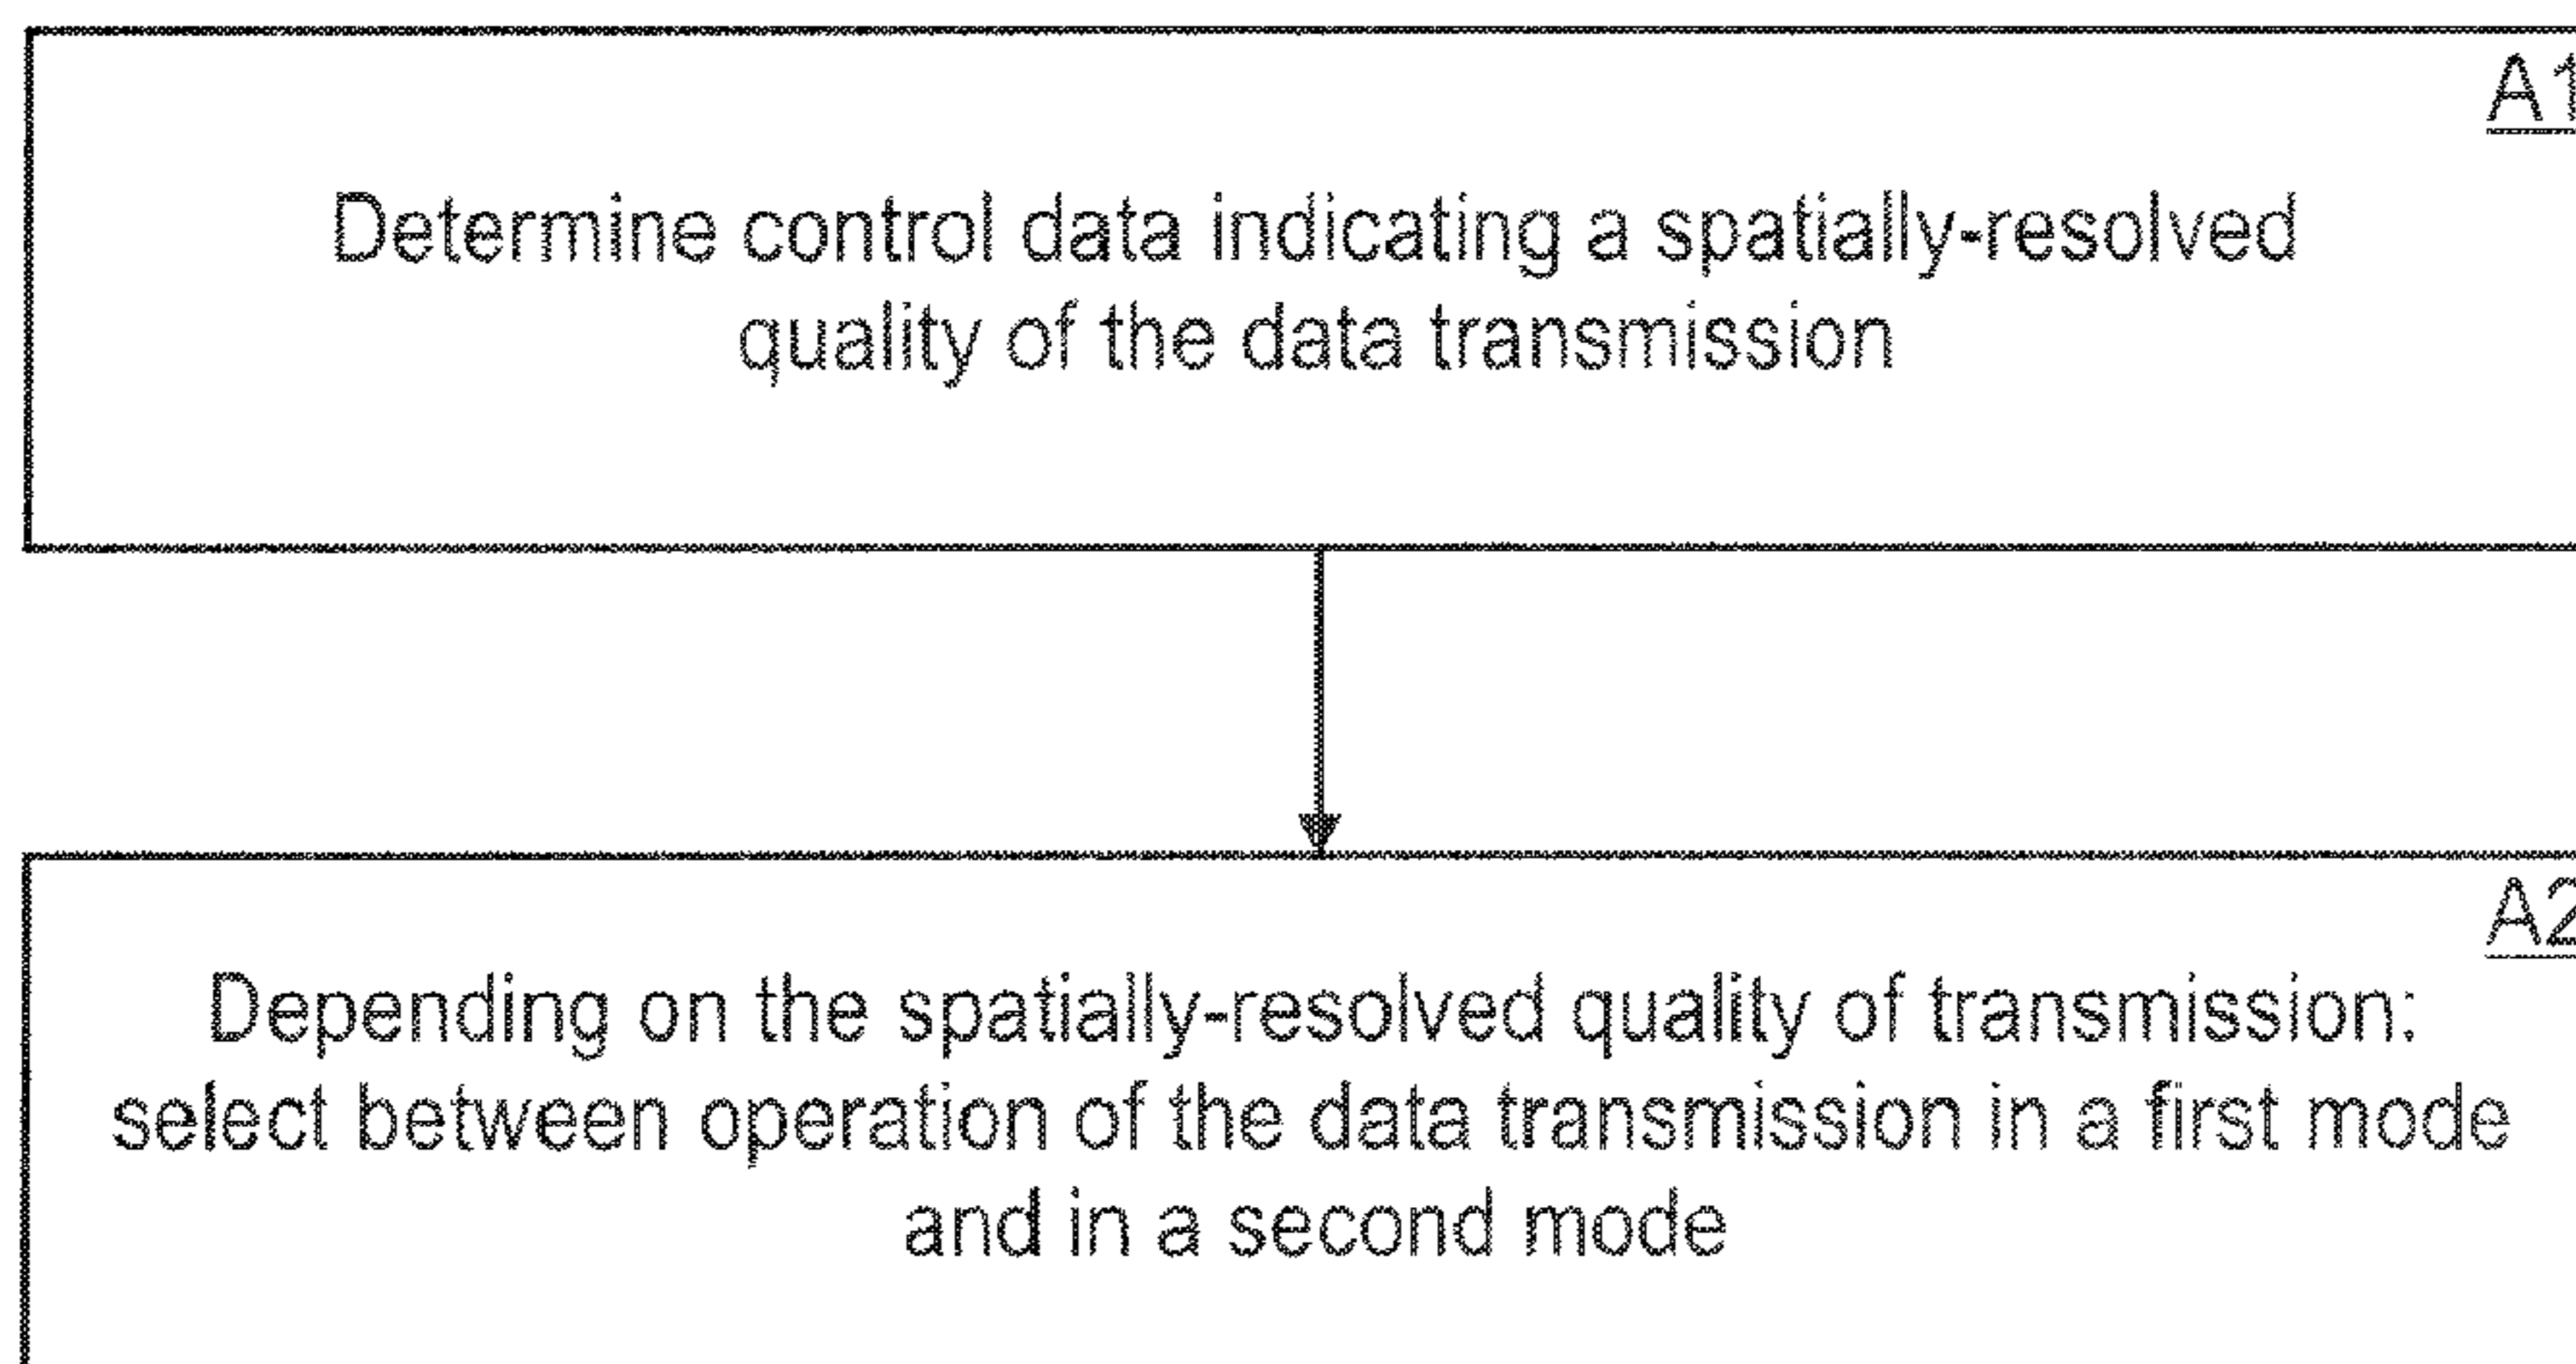 A1
Determine control data indicating a spatially-resolved
quality of the data transmission
A2
Depending on the spatially-resolved quality of transmission:
select between operation of the data transmission in a first mode
and in a second mode